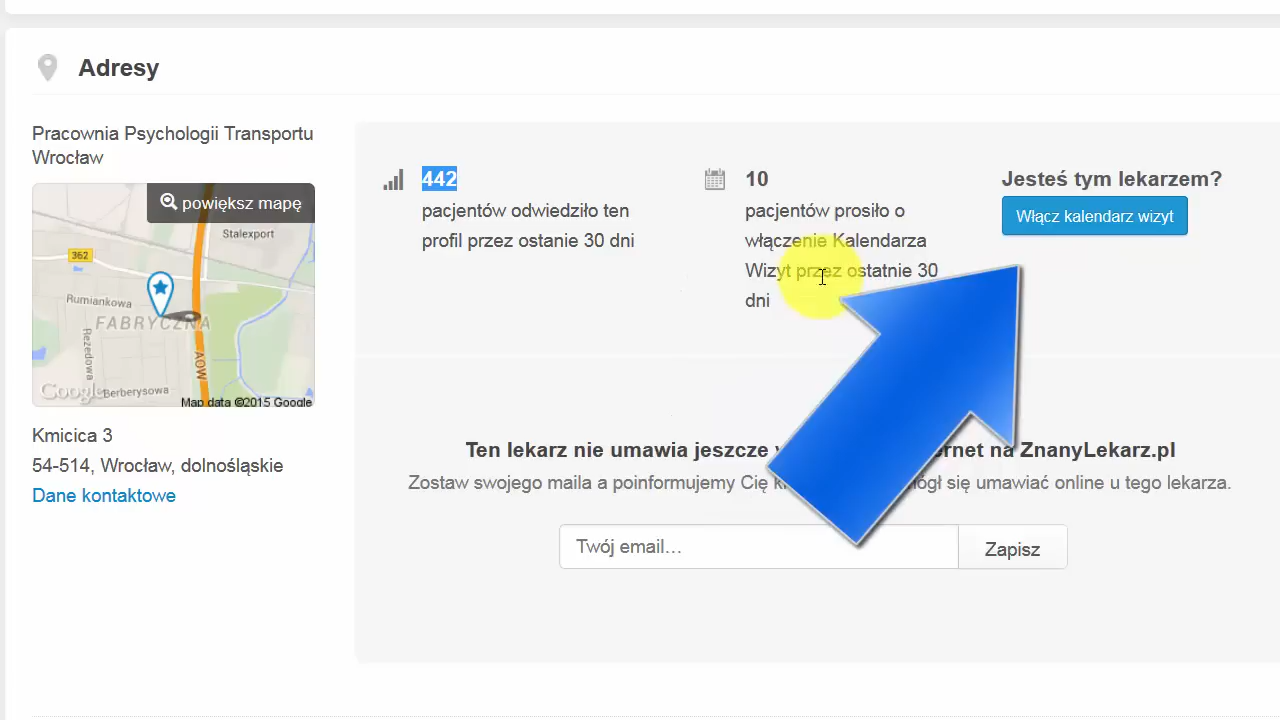 Adresy
Pracownia Psychologii Transportu
Wrocław
powiększ mapę
Stalexport
362
Rumiankowa
FABRYCZNA
Rezedowa
AOW
Berberysowa
Google
Map data ©2015 Google
Kmicica 3
54-514, Wrocław, dolnośląskie
Dane kontaktowe
442
pacjentów odwiedziło ten
profil przez ostanie 30 dni
10
pacjentów prosiło o
włączenie Kalendarza
Wizyt przez ostatnie 30
dni
Jesteś tym lekarzem?
Włącz kalendarz wizyt
Ten lekarz nie umawia jeszcze na ZnanyLekarz.pl
Zostaw swojego maila a poinformujemy Cię się umawiać online u tego lekarza.
Twój email...
Zapisz